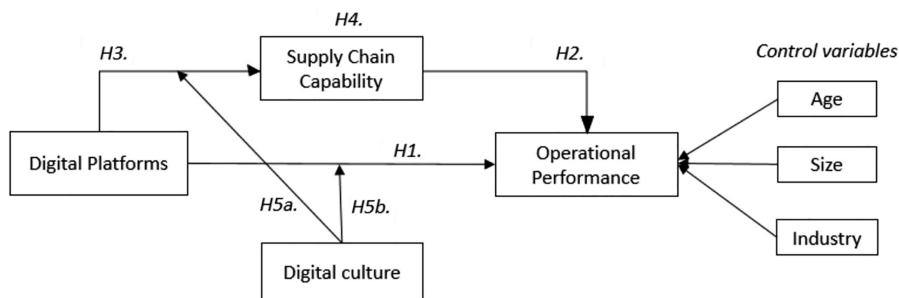 H4.
H3.
Supply Chain
Capability
H2.
Control variables
Age
Digital Platforms
H1.
Operational
Performance
Size
H5a.
H5b.
Digital culture
Industry